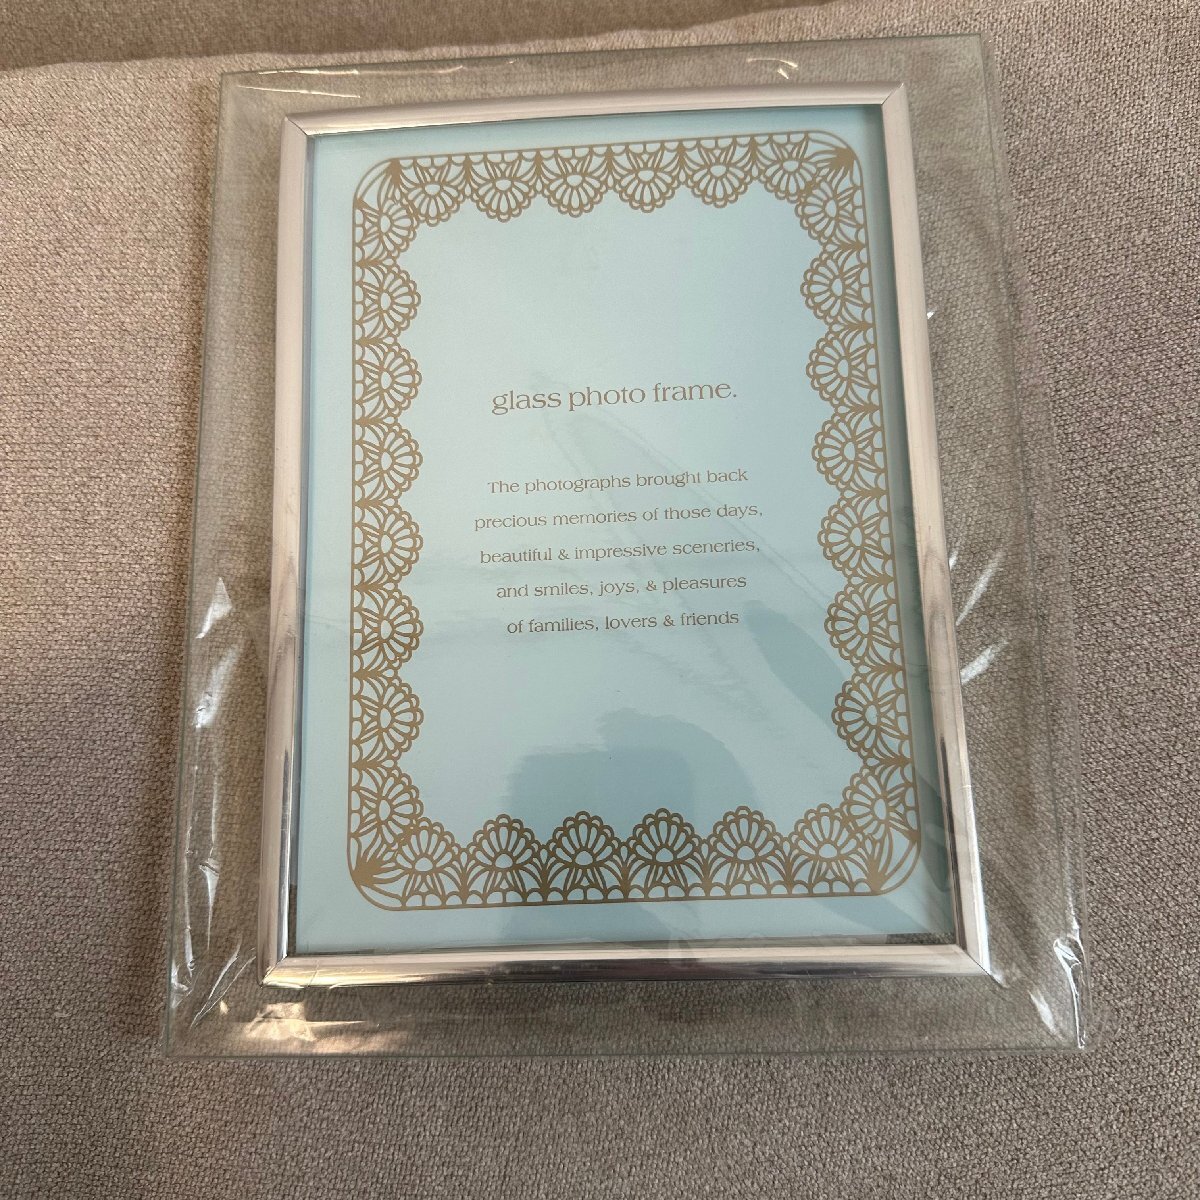 glass photo frame.
The photographs brought back
precious memories of those days,
beautiful & impressive sceneries,
and smiles, joys, & pleasures
of families, lovers & friends